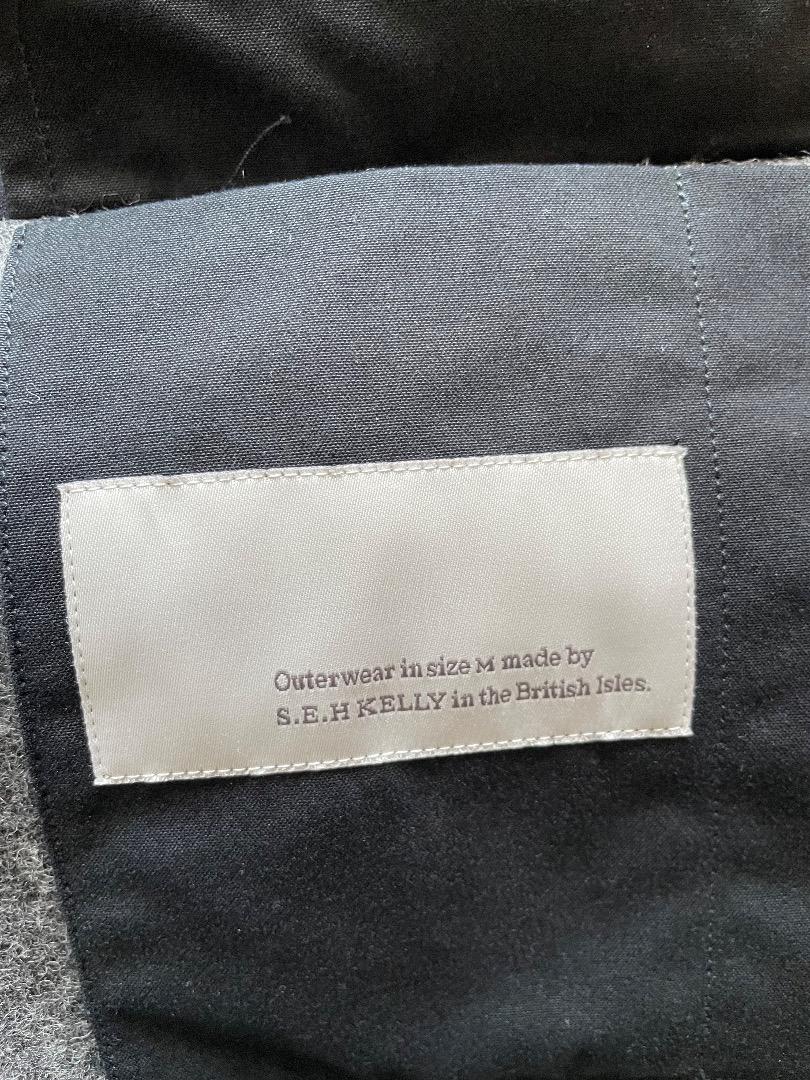 Outerwear in size M made by
S.E.H KELLY in the British Isles.